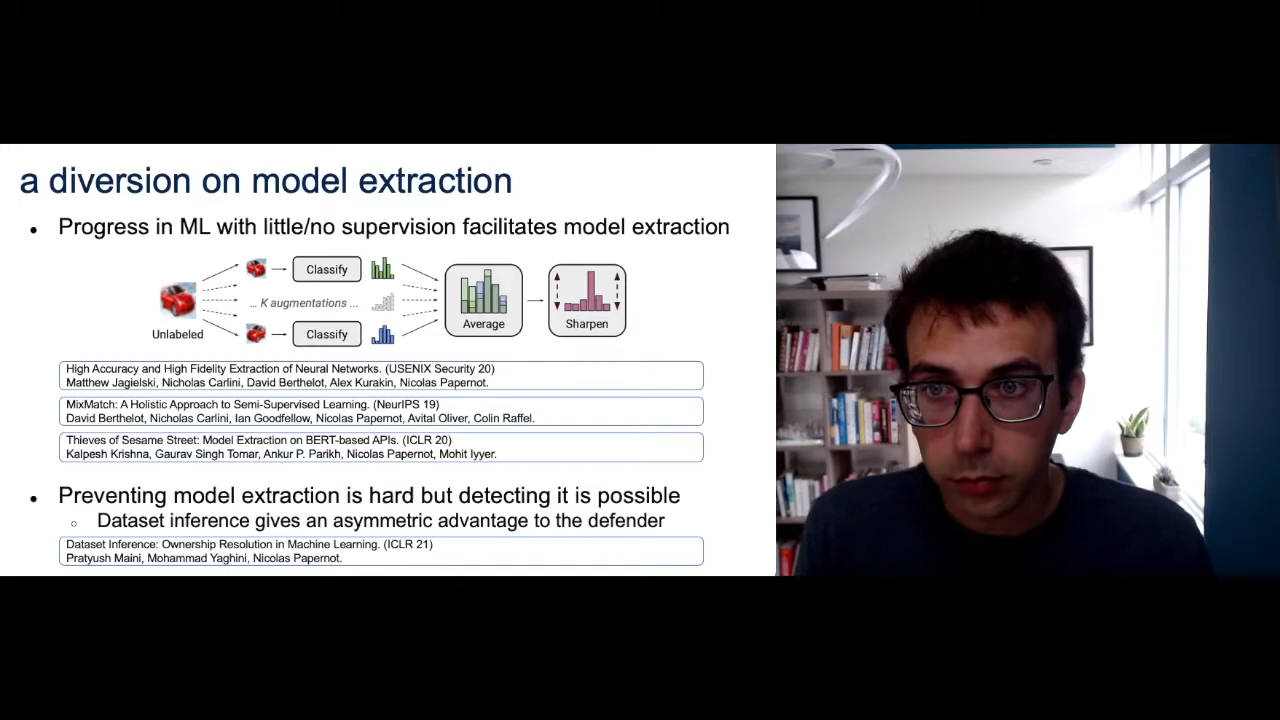 a diversion on model extraction
● Progress in ML with little/no supervision facilitates model extraction
Classify
... K augmentations ...
Unlabeled
Classify
Average
Sharpen
High Accuracy and High Fidelity Extraction of Neural Networks. (USENIX Security 20)
Matthew Jagielski, Nicholas Carlini, David Berthelot, Alex Kurakin, Nicolas Papernot.
MixMatch: A Holistic Approach to Semi-Supervised Learning. (NeurIPS 19)
David Berthelot, Nicholas Carlini, Ian Goodfellow, Nicolas Papernot, Avital Oliver, Colin Raffel.
Thieves of Sesame Street: Model Extraction on BERT-based APIs. (ICLR 20)
Kalpesh Krishna, Gaurav Singh Tomar, Ankur P. Parikh, Nicolas Papernot, Mohit Iyyer.
● Preventing model extraction is hard but detecting it is possible
○ Dataset inference gives an asymmetric advantage to the defender
Dataset Inference: Ownership Resolution in Machine Learning. (ICLR 21)
Pratyush Maini, Mohammad Yaghini, Nicolas Papernot.